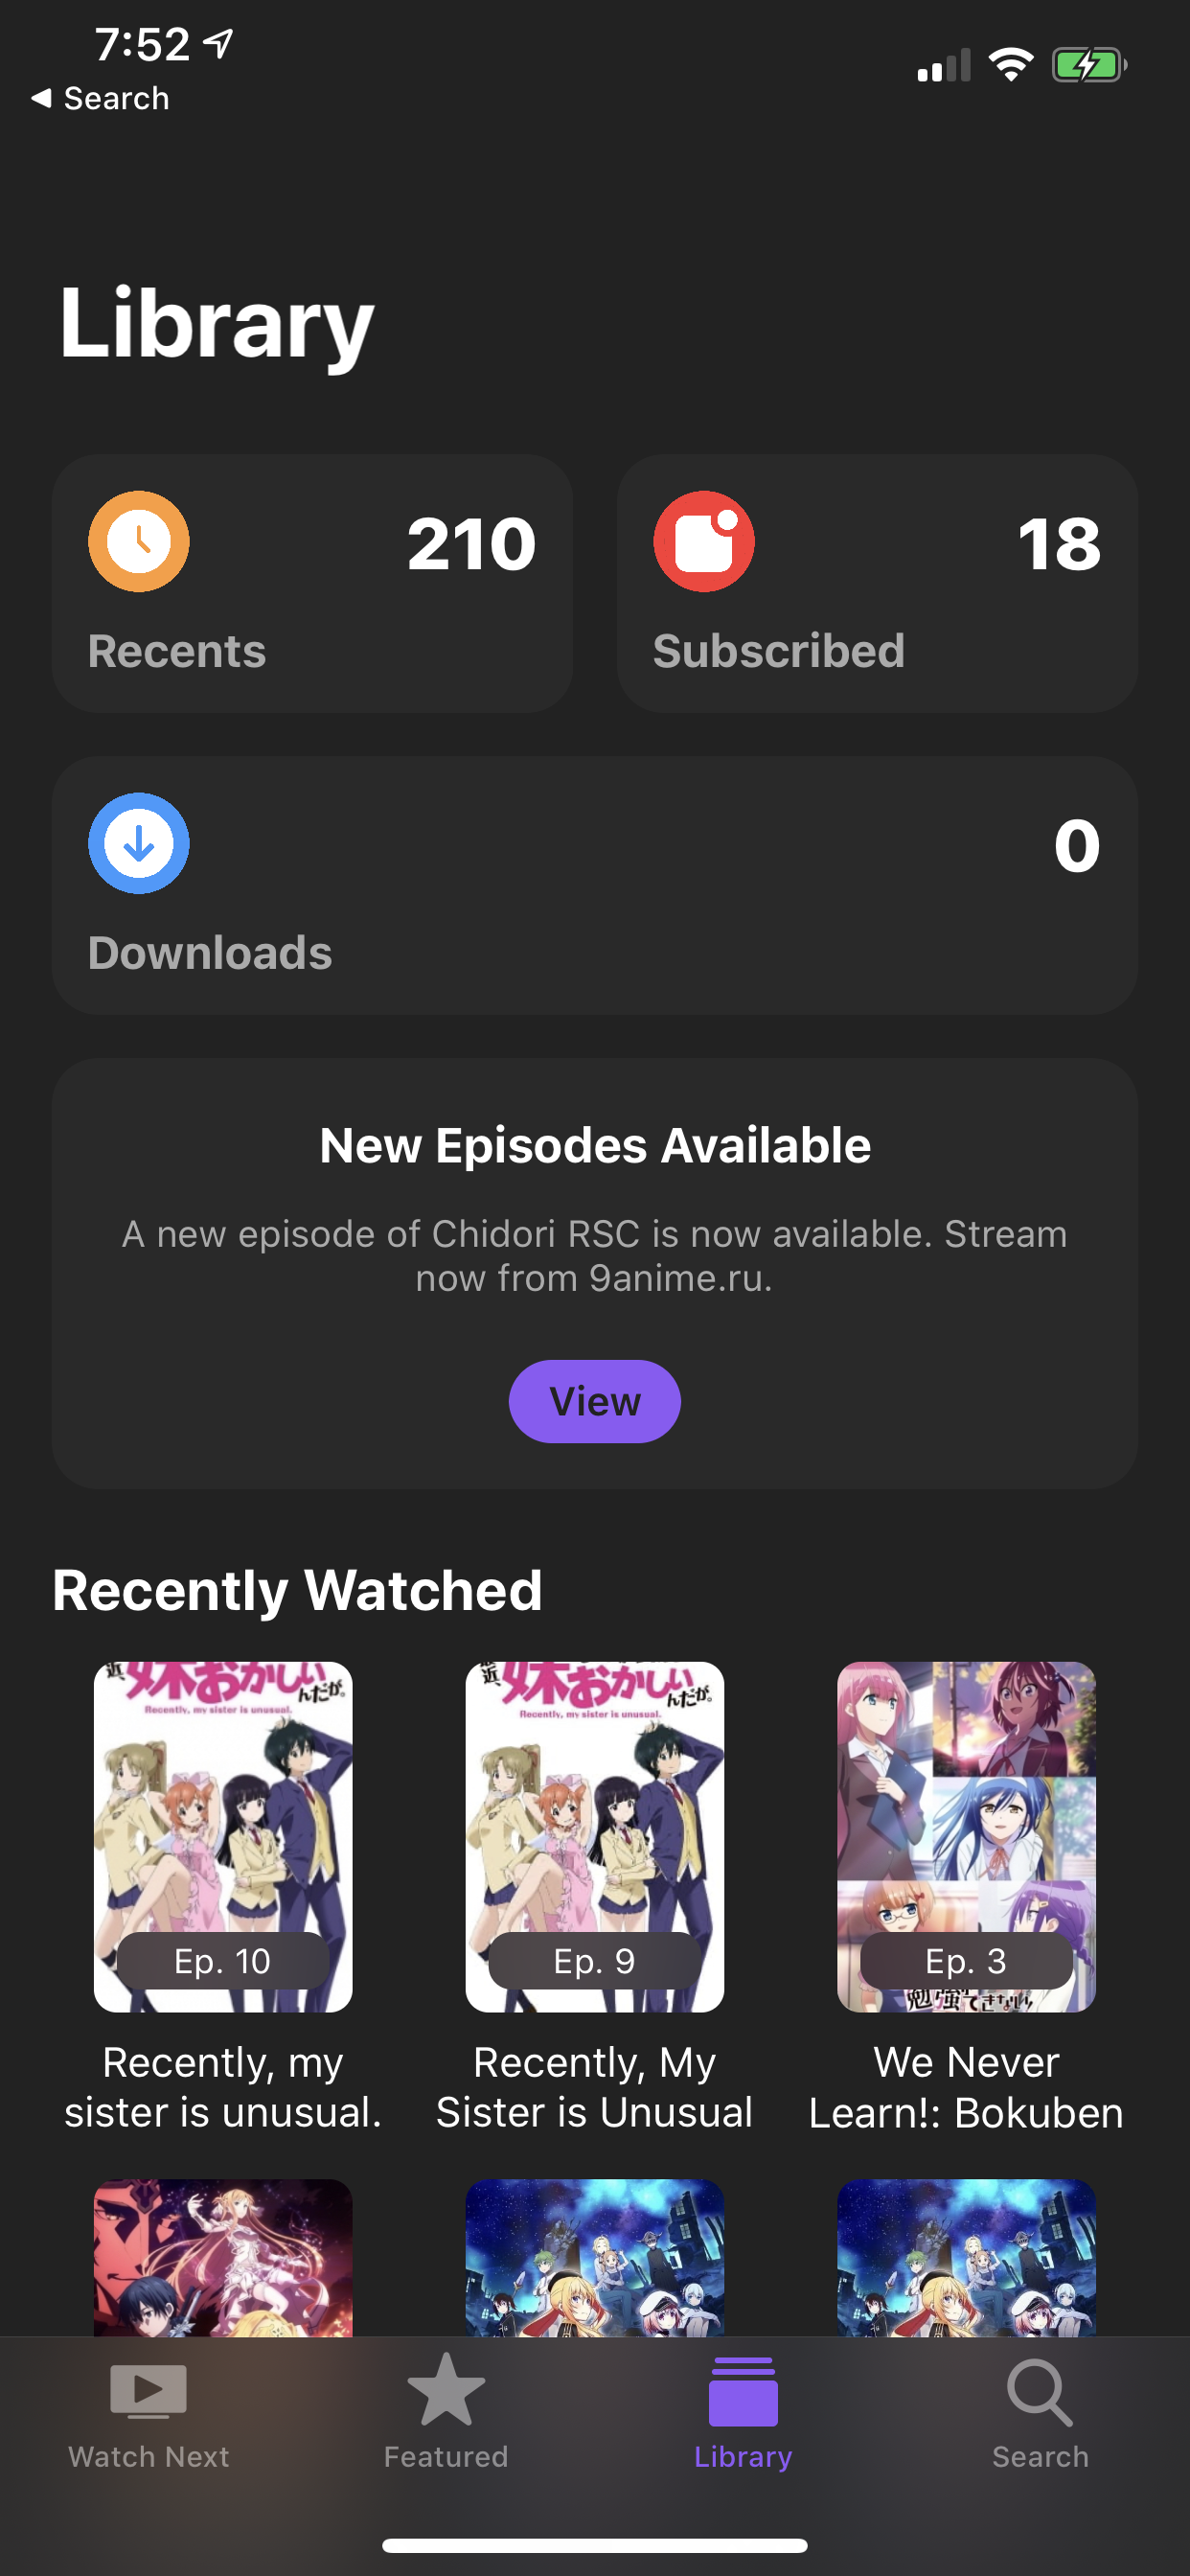 7:52
Search
Library
210
Recents
18
Subscribed
0
Downloads
New Episodes Available
A new episode of Chidori RSC is now available. Stream
now from 9anime.ru.
View
Recently Watched
近、妹おかしいんだが。
Recently, my sister is unusual.
近、妹おかしいんだが。
Recently, my sister is unusual.
勉強できない
Ep. 10
Ep. 9
Ep. 3
Recently, my
sister is unusual.
Recently, My
Sister is Unusual
We Never
Learn!: Bokuben
Watch Next
Featured
Library
Search